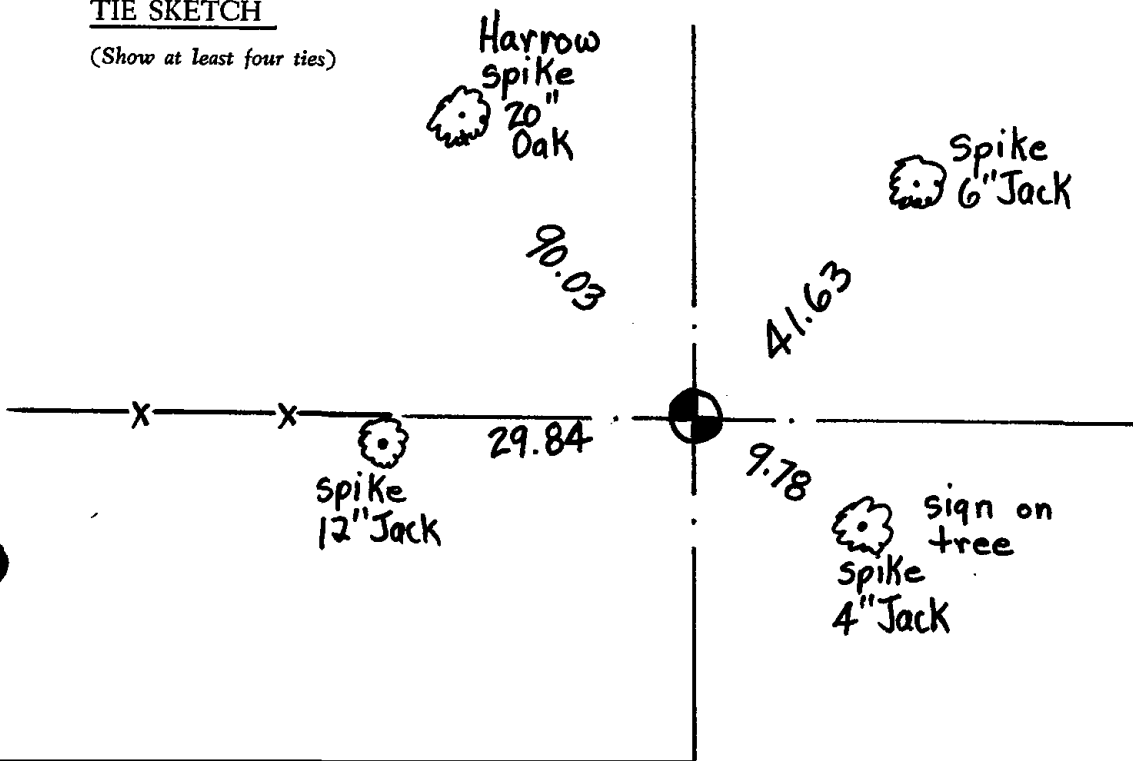 TIE SKETCH
(Show at least four ties)
Harrow
spike
20"
Oak
Spike
6" Jack
90.03
41.63
X X
29.84
9.78
spike
12" Jack
sign on
tree
spike
4" Jack